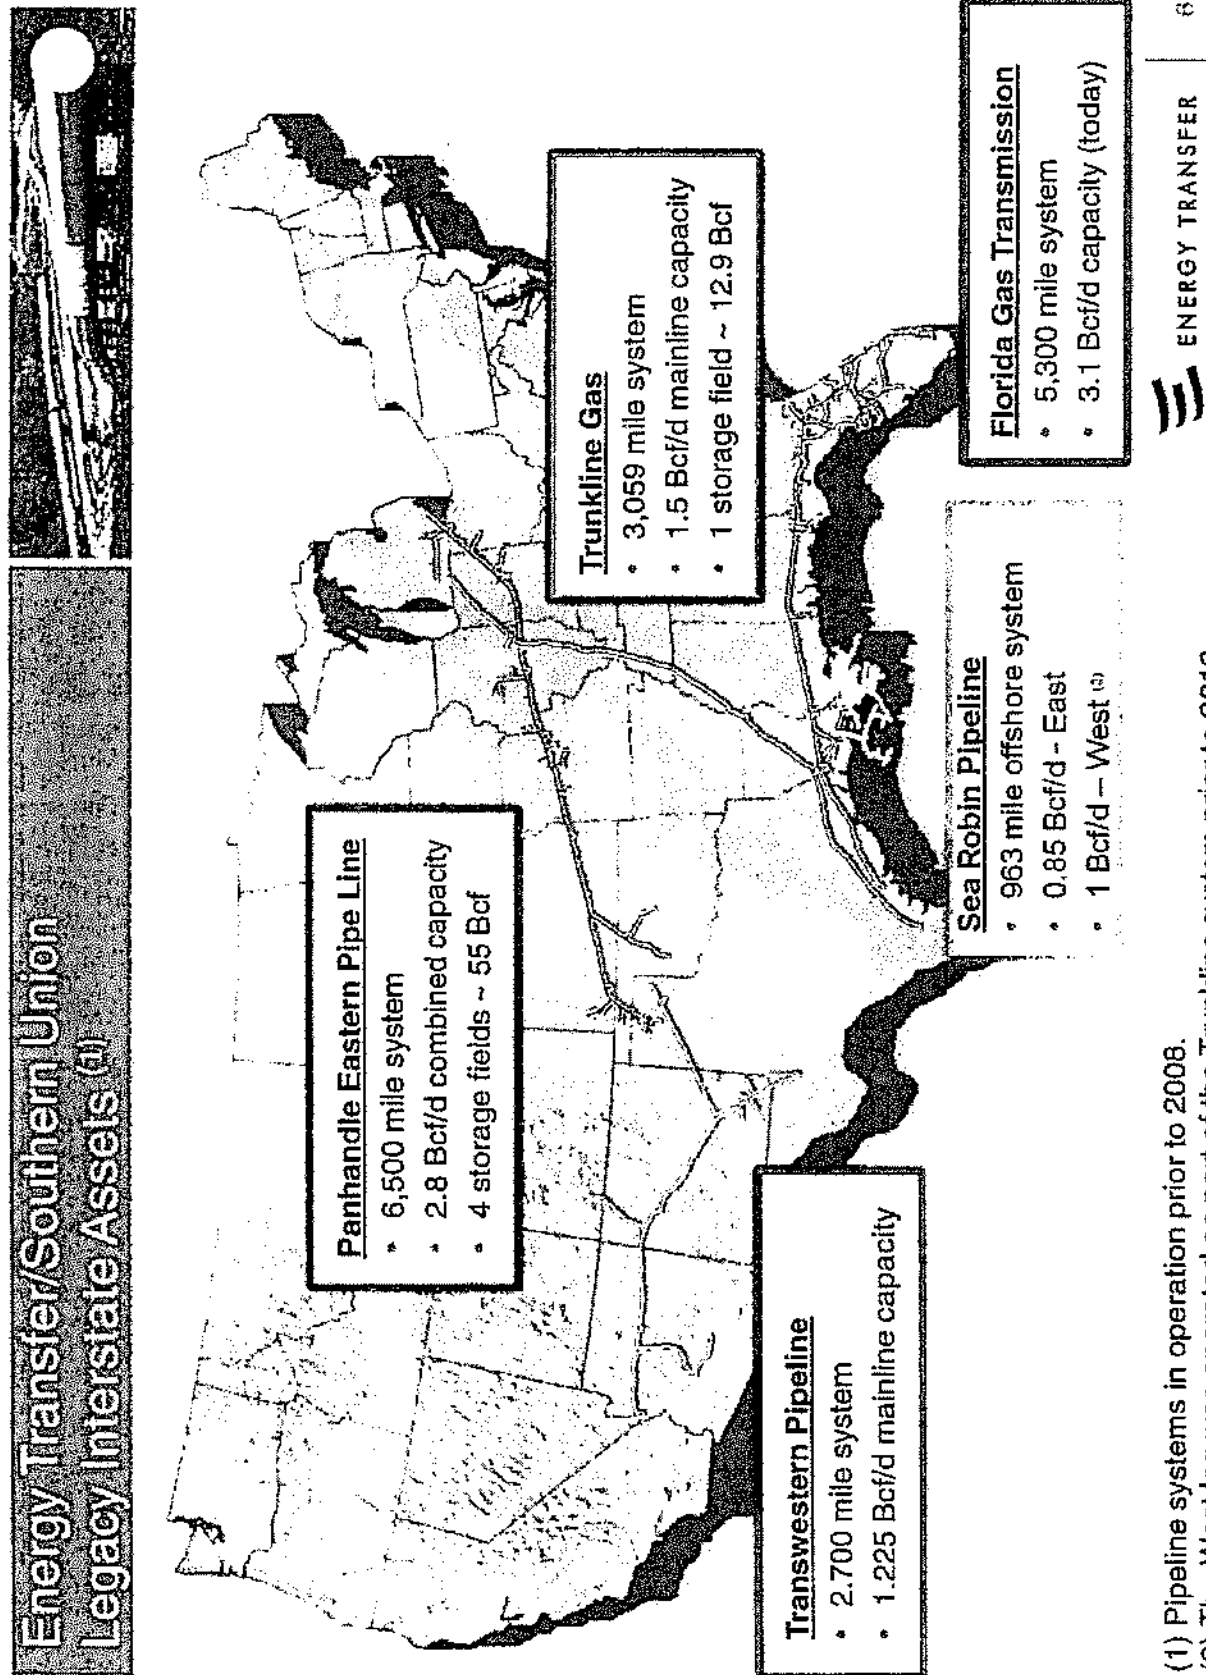 Energy Transfer/Southern Union
Legacy Interstate Assets (1)
Panhandle Eastern Pipe Line
• 6,500 mile system
• 2.8 Bcf/d combined capacity
• 4 storage fields ~ 55 Bcf
Trunkline Gas
• 3,059 mile system
• 1.5 Bcf/d mainline capacity
• 1 storage field ~ 12.9 Bcf
Transwestern Pipeline
• 2.700 mile system
• 1.225 Bcf/d mainline capacity
Sea Robin Pipeline
• 963 mile offshore system
• 0.85 Bcf/d - East
• 1 Bcf/d – West
Florida Gas Transmission
• 5,300 mile system
• 3.1 Bcf/d capacity (today)
(1) Pipeline systems in operation prior to 2008.
ENERGY TRANSFER